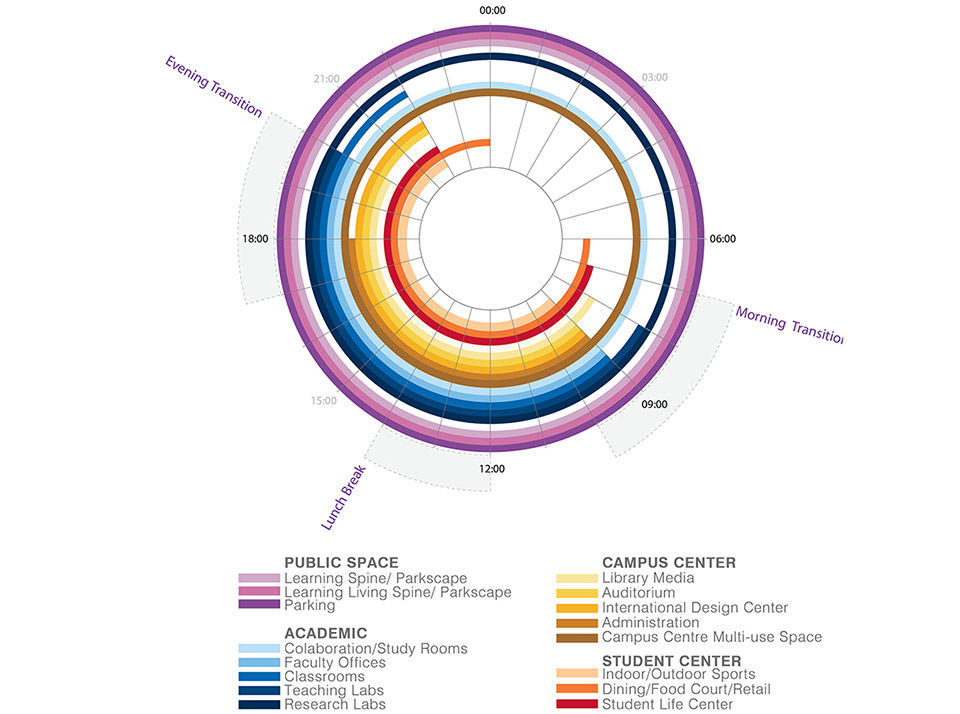 00:00
03:00
21:00
Evening Transition
18:00
06:00
Morning Transition
09:00
15:00
12:00
Lunch Break
PUBLIC SPACE
Learning Spine/ Parkscape
Learning Living Spine/ Parkscape
Parking
ACADEMIC
Colaboration/Study Rooms
Faculty Offices
Classrooms
Teaching Labs
Research Labs
CAMPUS CENTER
Library Media
Auditorium
International Design Center
Administration
Campus Centre Multi-use Space
STUDENT CENTER
Indoor/Outdoor Sports
Dining/Food Court/Retail
Student Life Center